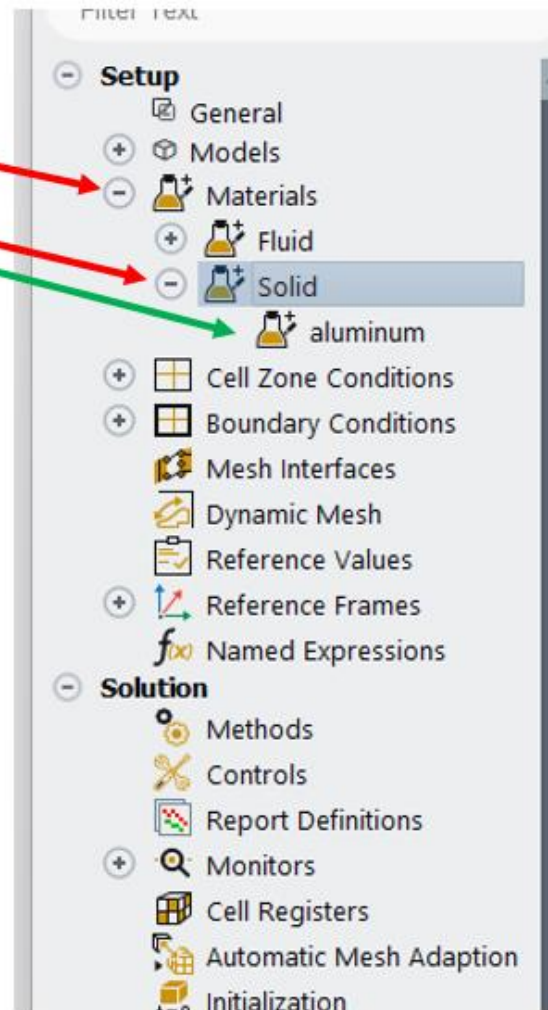 Filter Text
Setup
General
Models
Materials
Fluid
Solid
aluminum
Cell Zone Conditions
Boundary Conditions
Mesh Interfaces
Dynamic Mesh
Reference Values
Reference Frames
f(x) Named Expressions
Solution
Methods
Controls
Report Definitions
Monitors
Cell Registers
Automatic Mesh Adaption
Initialization